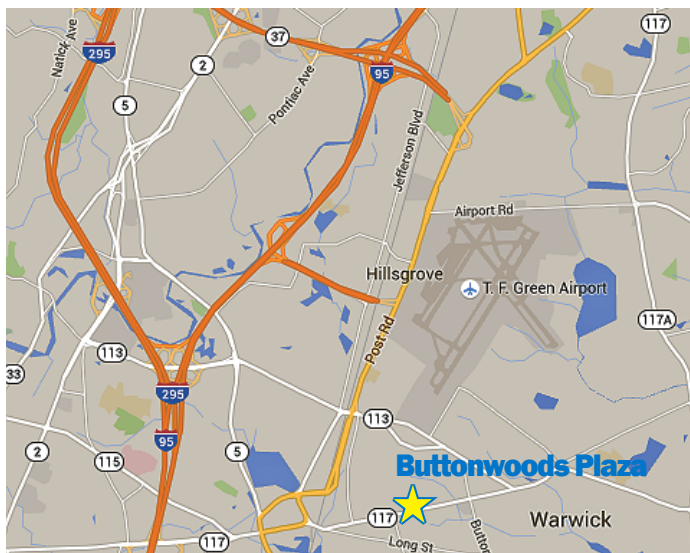 Natick Ave
295
37
117
2
95
5
Pontiac Ave
Jefferson Blvd
Airport Rd
Hillsgrove
T. F. Green Airport
117A
Post Rd
113
33
295
113
95
2
115
5
Buttonwoods Plaza
117
Button
Warwick
117
Long St